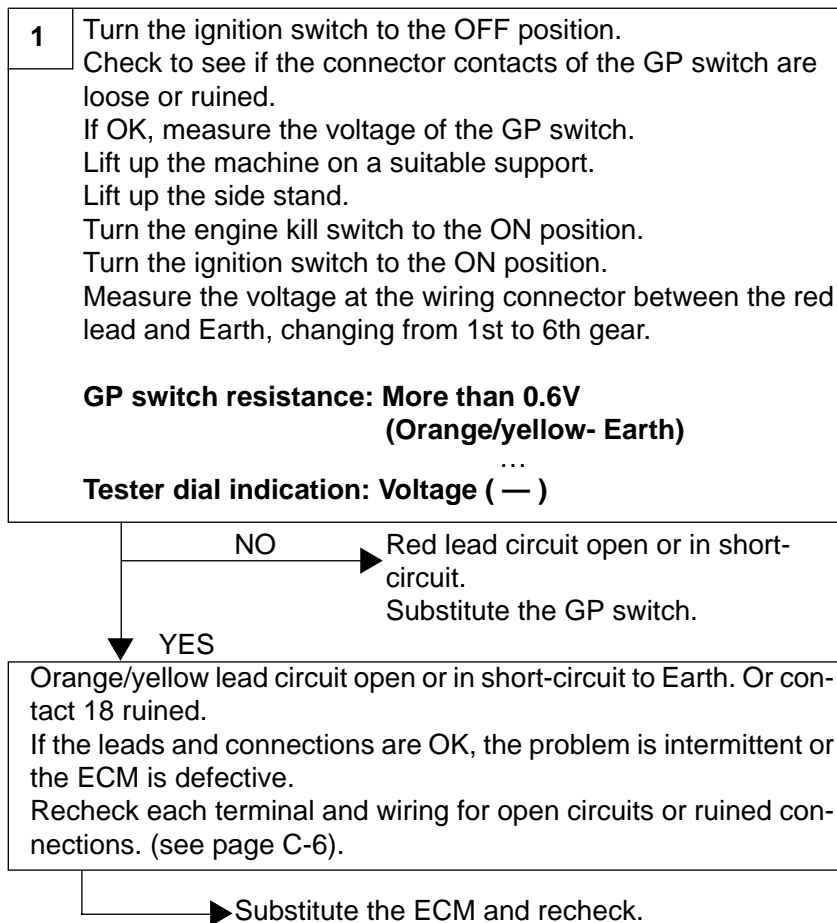 1
Turn the ignition switch to the OFF position.
Check to see if the connector contacts of the GP switch are
loose or ruined.
If OK, measure the voltage of the GP switch.
Lift up the machine on a suitable support.
Lift up the side stand.
Turn the engine kill switch to the ON position.
Turn the ignition switch to the ON position.
Measure the voltage at the wiring connector between the red
lead and Earth, changing from 1st to 6th gear.
GP switch resistance: More than 0.6V
(Orange/yellow- Earth)
…
Tester dial indication: Voltage ( — )
NO
Red lead circuit open or in short-
circuit.
Substitute the GP switch.
YES
Orange/yellow lead circuit open or in short-circuit to Earth. Or con-
tact 18 ruined.
If the leads and connections are OK, the problem is intermittent or
the ECM is defective.
Recheck each terminal and wiring for open circuits or ruined con-
nections. (see page C-6).
Substitute the ECM and recheck.